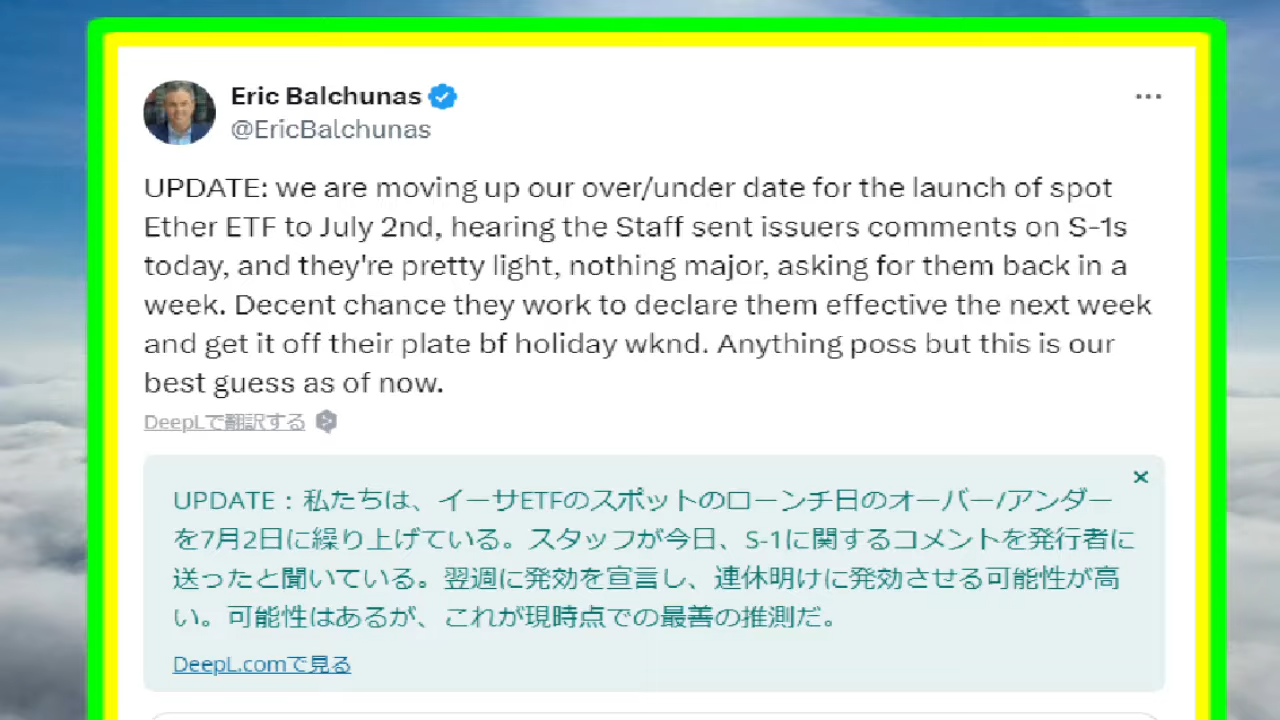 Eric Balchunas
@EricBalchunas
UPDATE: we are moving up our over/under date for the launch of spot
Ether ETF to July 2nd, hearing the Staff sent issuers comments on S-1s
today, and they're pretty light, nothing major, asking for them back in a
week. Decent chance they work to declare them effective the next week
and get it off their plate bf holiday wknd. Anything poss but this is our
best guess as of now.
DeepLで翻訳する
UPDATE：私たちは、イーサETFのスポットのローンチ日のオーバー/アンダー
を7月2日に繰り上げている。スタッフが今日、S-1に関するコメントを発行者に
送ったと聞いている。翌週に発効を宣言し、連休明けに発効させる可能性が高
い。可能性はあるが、これが現時点での最善の推測だ。
DeepL.comで見る